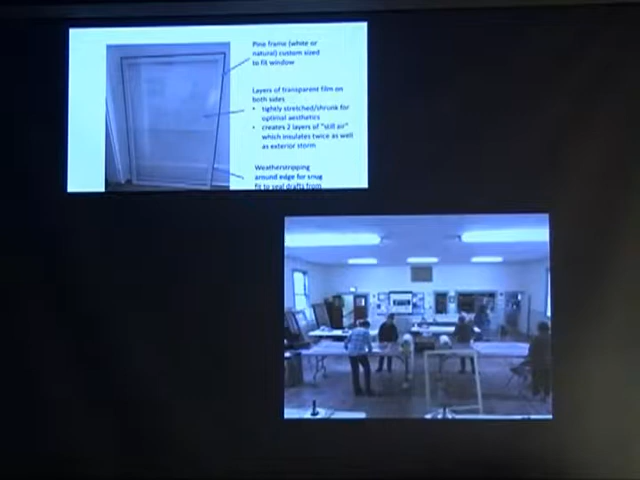 Pine frame (white or
natural) custom sized
to fit window
Layers of transparent film on
both sides
• tightly stretched/shrunk for
optimal aesthetics
• creates 2 layers of "still air"
which insulates twice as well
as exterior storm
Weatherstripping
around edge for snug
fit to seal drafts from